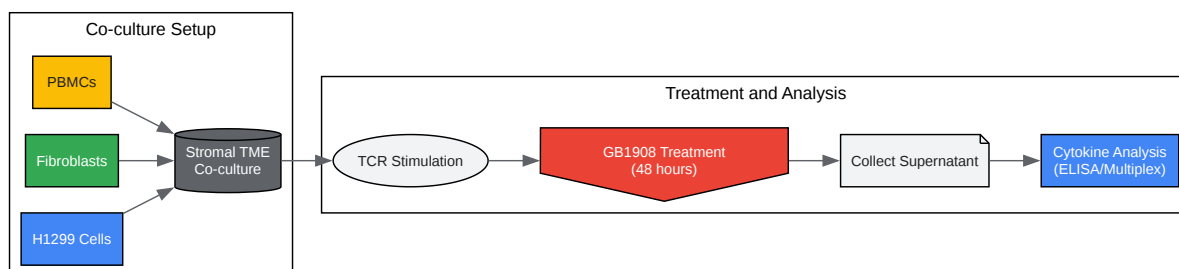 Co-culture Setup
PBMCs
Fibroblasts
H1299 Cells
Stromal TME
Co-culture
Treatment and Analysis
TCR Stimulation
GB1908 Treatment
(48 hours)
Collect Supernatant
Cytokine Analysis
(ELISA/Multiplex)